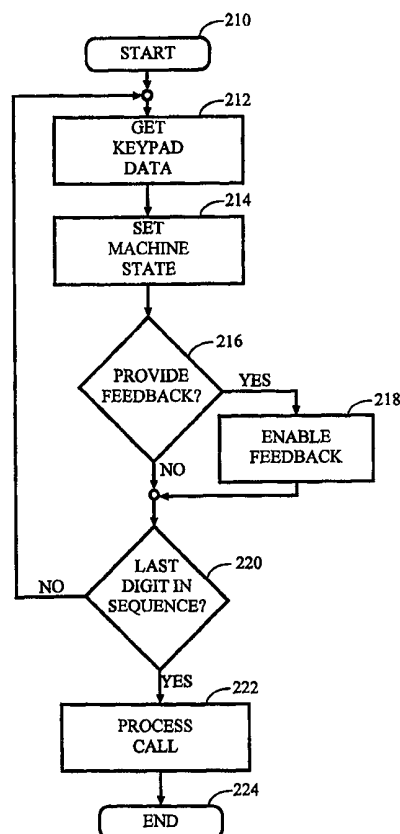 210
START
212
GET
KEYPAD
DATA
214
SET
MACHINE
STATE
216
PROVIDE
FEEDBACK?
YES
218
ENABLE
FEEDBACK
NO
220
LAST
DIGIT IN
SEQUENCE?
NO
YES
222
PROCESS
CALL
224
END